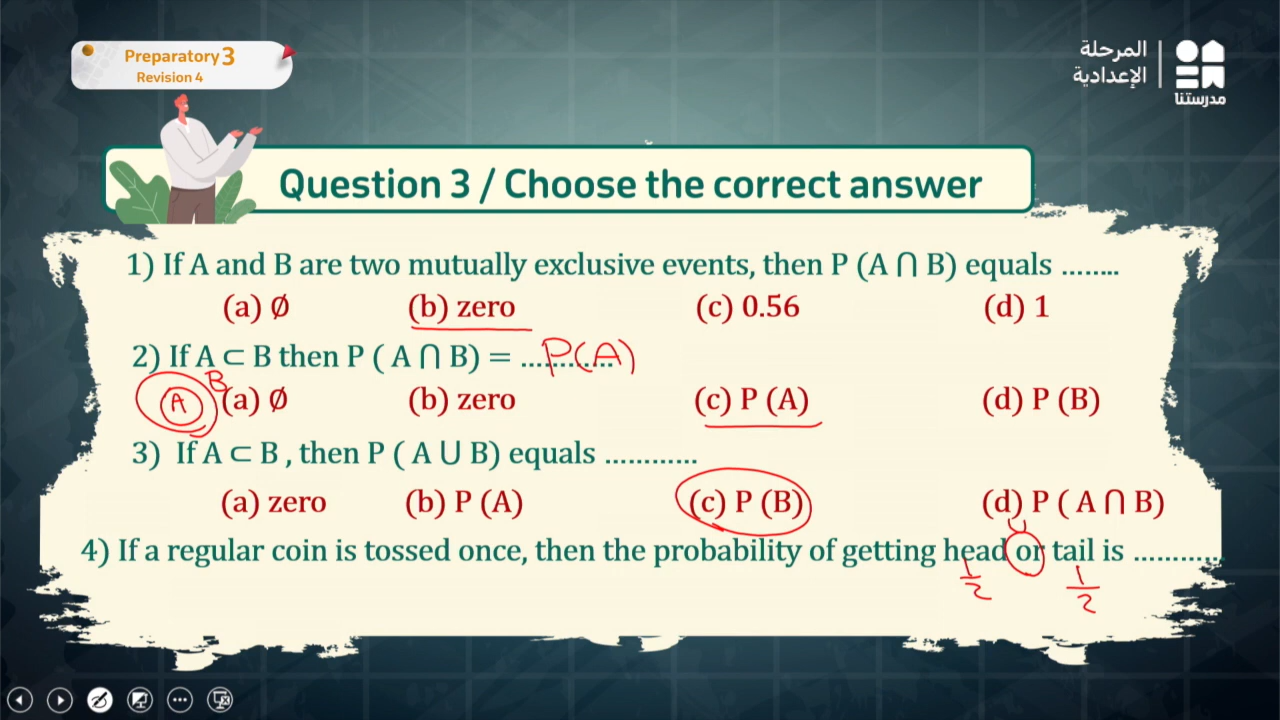 Preparatory 3
Revision 4
المرحلة
الإعدادية
مدرستنا
Question 3 / Choose the correct answer
1) If A and B are two mutually exclusive events, then P (A ⋂ B) equals ........
(a) ∅ (b) zero (c) 0.56 (d) 1
2) If A ⊂ B then P ( A ⋂ B) = ............ P(A)
A B
(a) ∅ (b) zero (c) P (A) (d) P (B)
3) If A ⊂ B , then P ( A ⋃ B) equals ............
(a) zero (b) P (A) (c) P (B) (d) P ( A ⋂ B)
U
4) If a regular coin is tossed once, then the probability of getting head or tail is ............
1/2 1/2